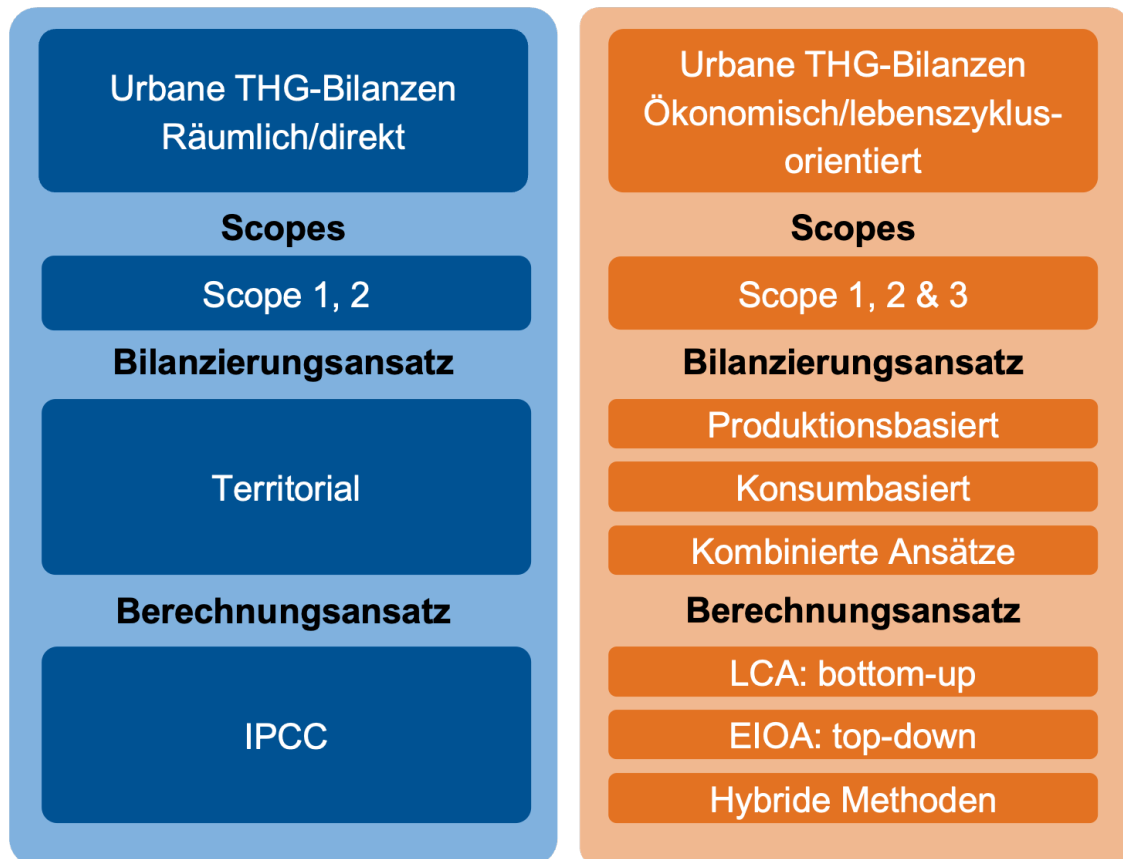 Urbane THG-Bilanzen
Räumlich/direkt
Scopes
Scope 1, 2
Bilanzierungsansatz
Territorial
Berechnungsansatz
IPCC
Urbane THG-Bilanzen
Ökonomisch/lebenszyklus-
orientiert
Scopes
Scope 1, 2 & 3
Bilanzierungsansatz
Produktionsbasiert
Konsumbasiert
Kombinierte Ansätze
Berechnungsansatz
LCA: bottom-up
EIOA: top-down
Hybride Methoden